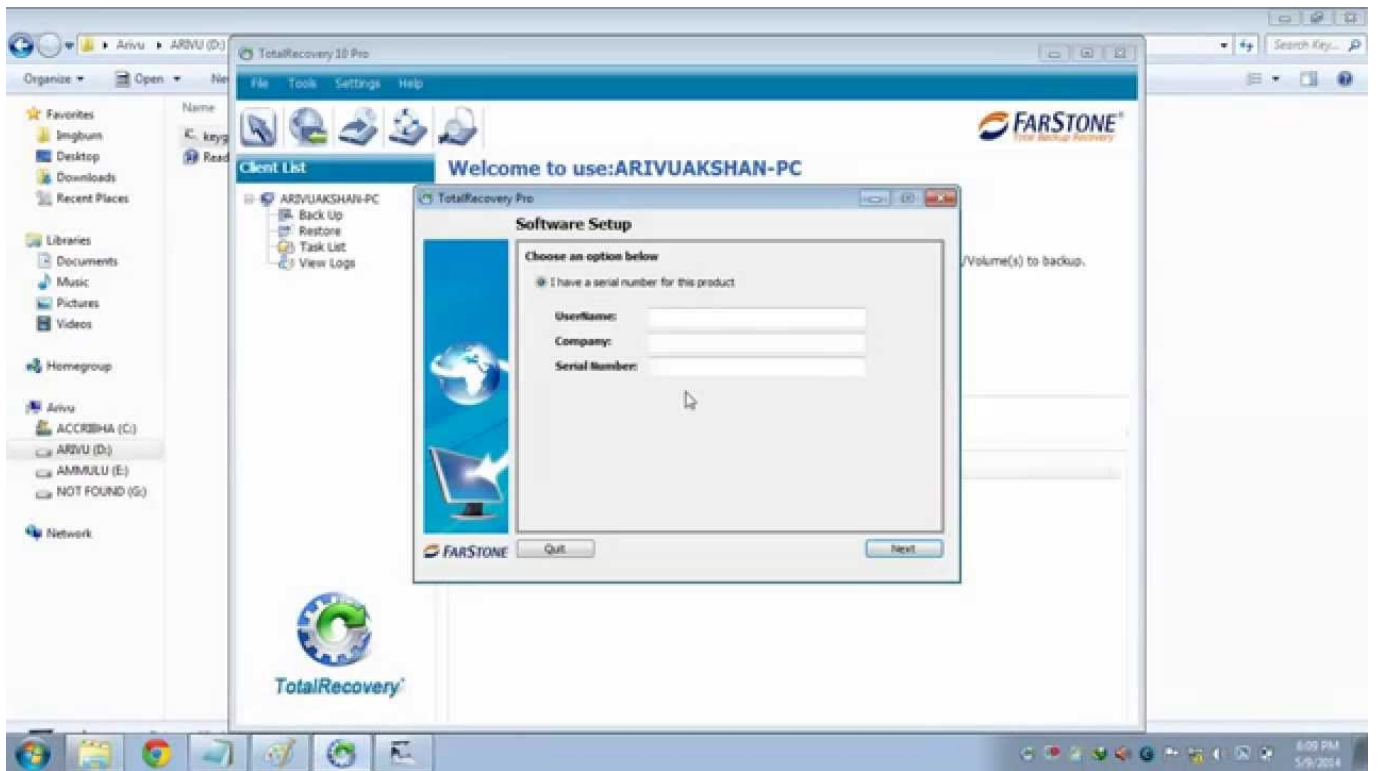 Arivu ▸ ARIVU (D:)
Search Key...
Organize
Open
TotalRecovery 10 Pro
File Tools Settings Help
FARSTONE
Total Backup Recovery
Favorites
Imgburn
Desktop
Downloads
Recent Places
Libraries
Documents
Music
Pictures
Videos
Homegroup
Arivu
ACCRIBHA (C:)
ARIVU (D:)
AMMULU (E:)
NOT FOUND (G:)
Network
Name
keyg
Read
Client List
ARIVUAKSHAN-PC
Back Up
Restore
Task List
View Logs
TotalRecovery
Welcome to use:ARIVUAKSHAN-PC
/Volume(s) to backup.
TotalRecovery Pro
Software Setup
Choose an option below
I have a serial number for this product
UserName:
Company:
Serial Number:
FARSTONE
Quit
Next
6:09 PM
5/9/2014